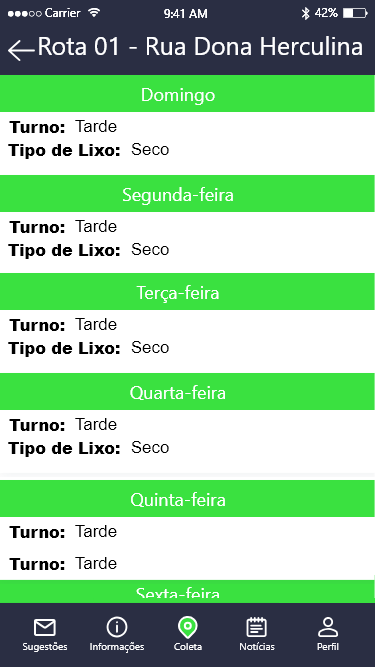 Carrier 9:41 AM 42%
Rota 01 - Rua Dona Herculina
Domingo
Turno: Tarde
Tipo de Lixo: Seco
Segunda-feira
Turno: Tarde
Tipo de Lixo: Seco
Terça-feira
Turno: Tarde
Tipo de Lixo: Seco
Quarta-feira
Turno: Tarde
Tipo de Lixo: Seco
Quinta-feira
Turno: Tarde
Turno: Tarde
Sexta-feira
Sugestões Informações Coleta Notícias Perfil